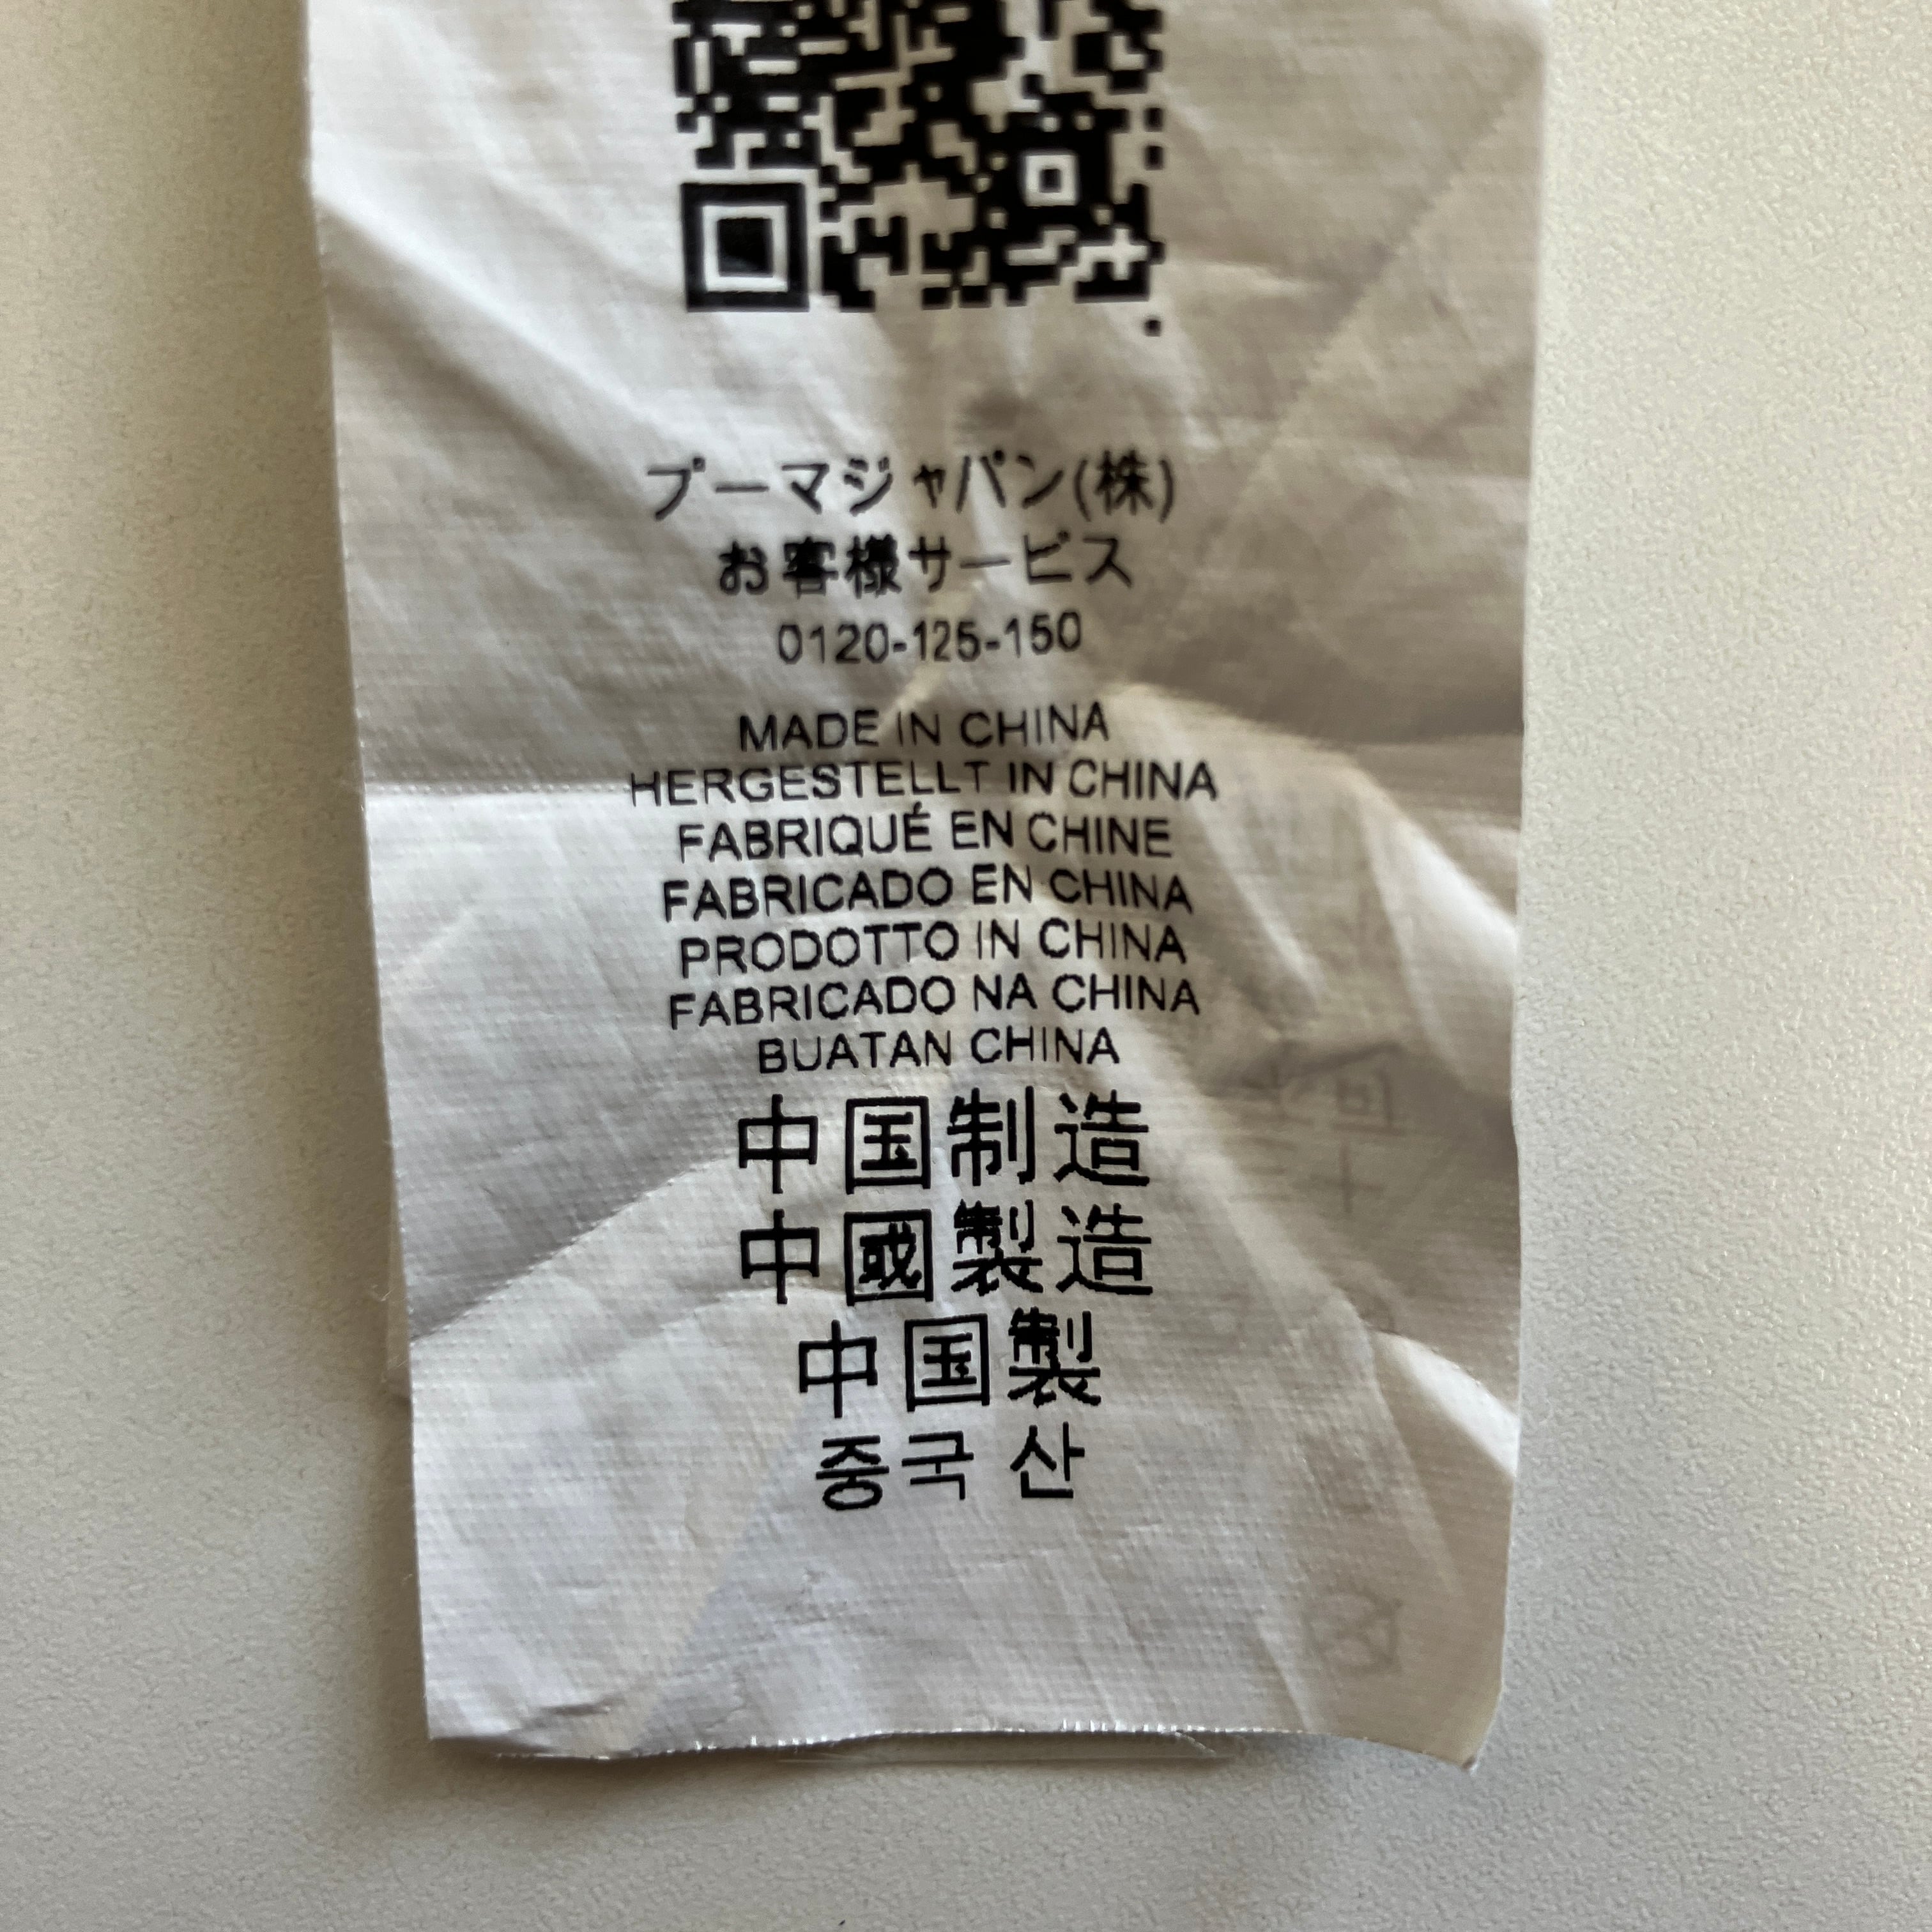 プーマジャパン(株)
お客様サービス
0120-125-150
MADE IN CHINA
HERGESTELLT IN CHINA
FABRIQUÉ EN CHINE
FABRICADO EN CHINA
PRODOTTO IN CHINA
FABRICADO NA CHINA
BUATAN CHINA
中国制造
中國製造
中国製
중국산